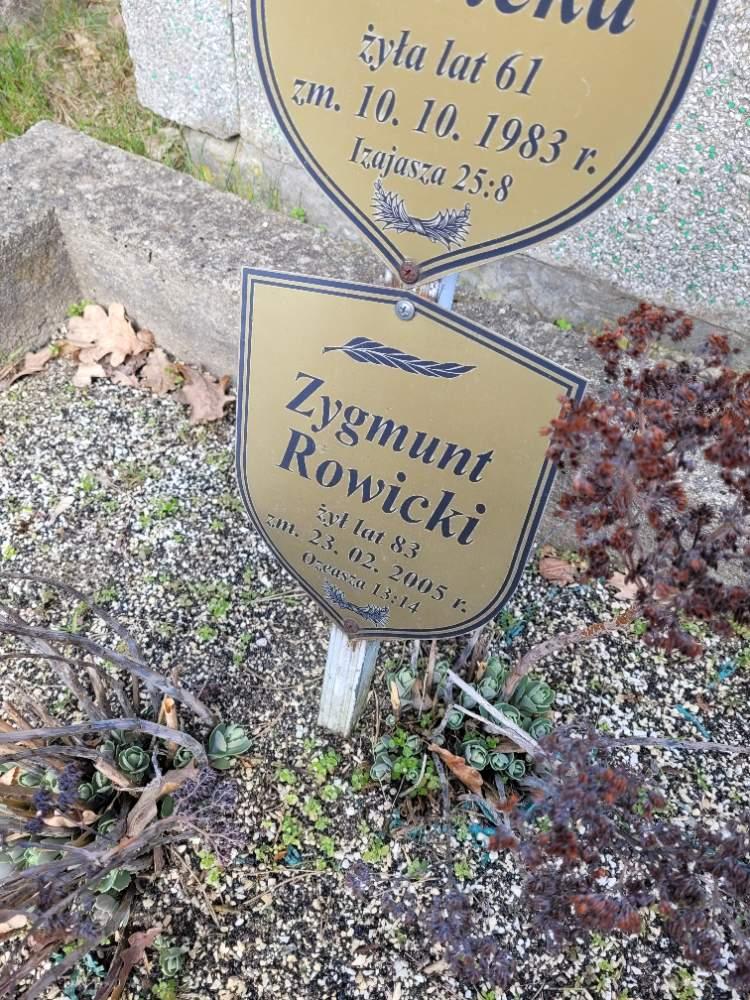 żyła lat 61
zm. 10. 10. 1983 r.
Izajasza 25:8
Zygmunt
Rowicki
żył lat 83
zm. 23. 02. 2005 r.
Ozeasza 13:14